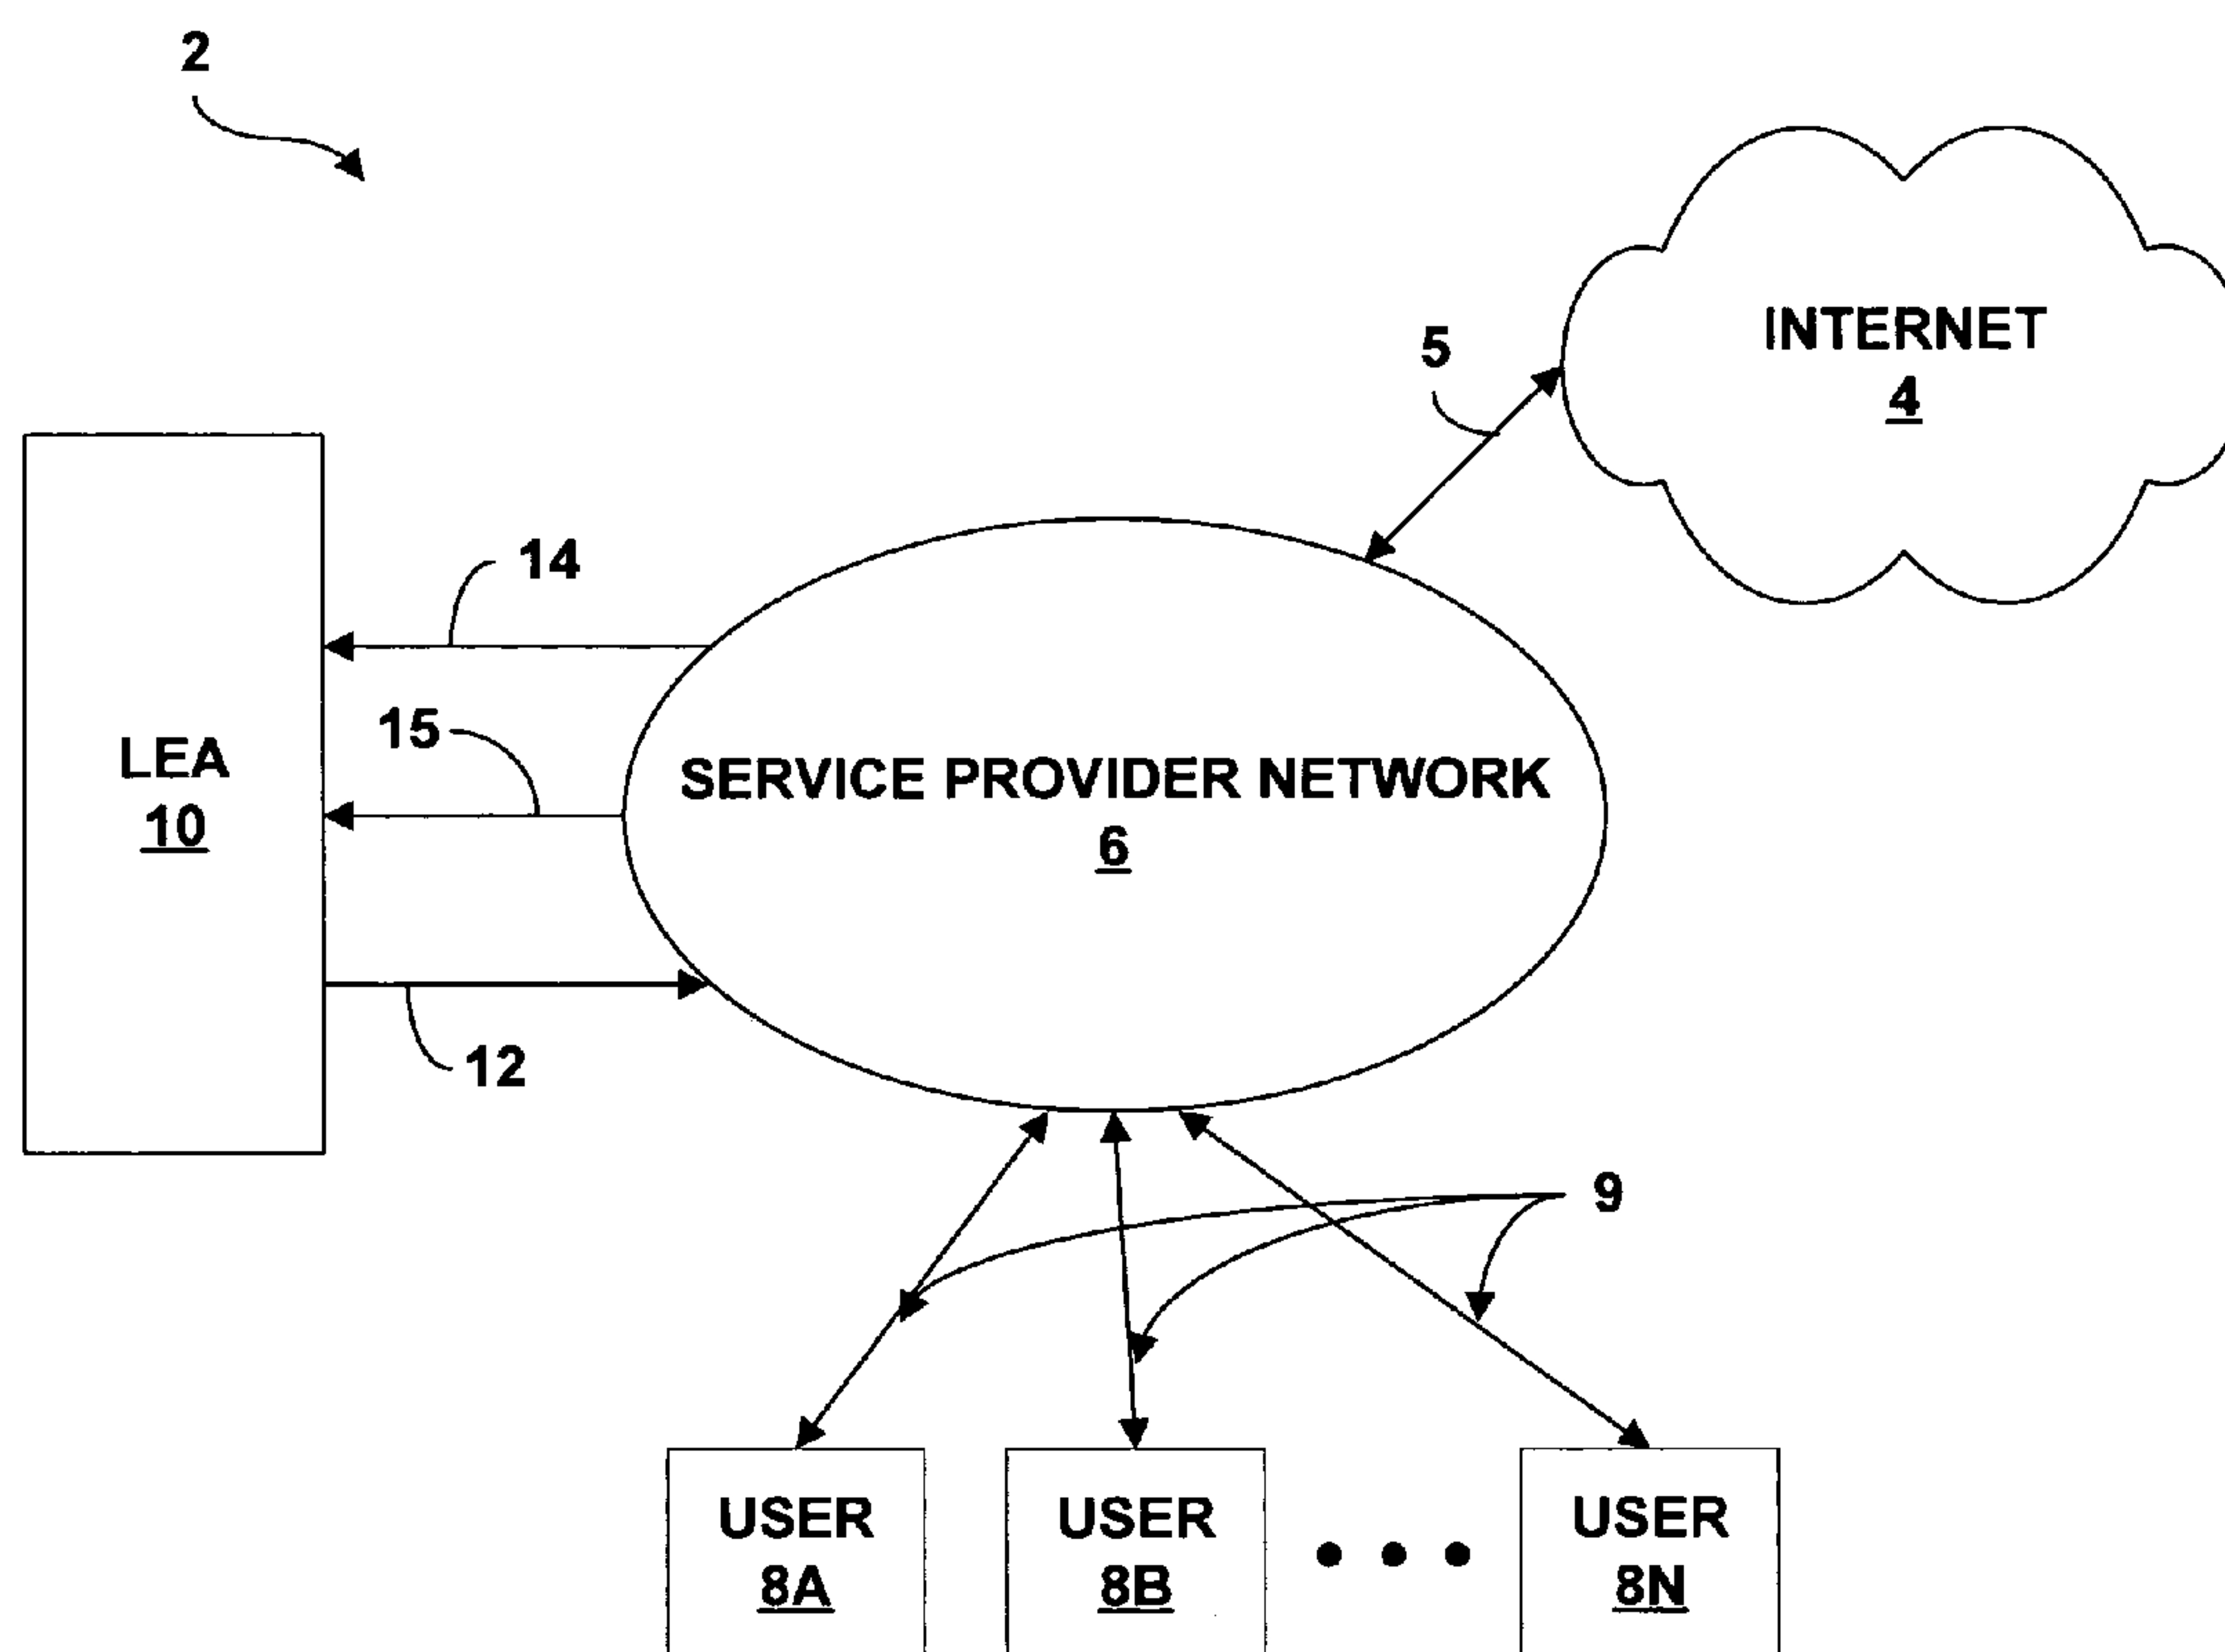 2
INTERNET
4
5
14
15
LEA
10
SERVICE PROVIDER NETWORK
6
12
9
USER
8A
USER
8B
USER
8N